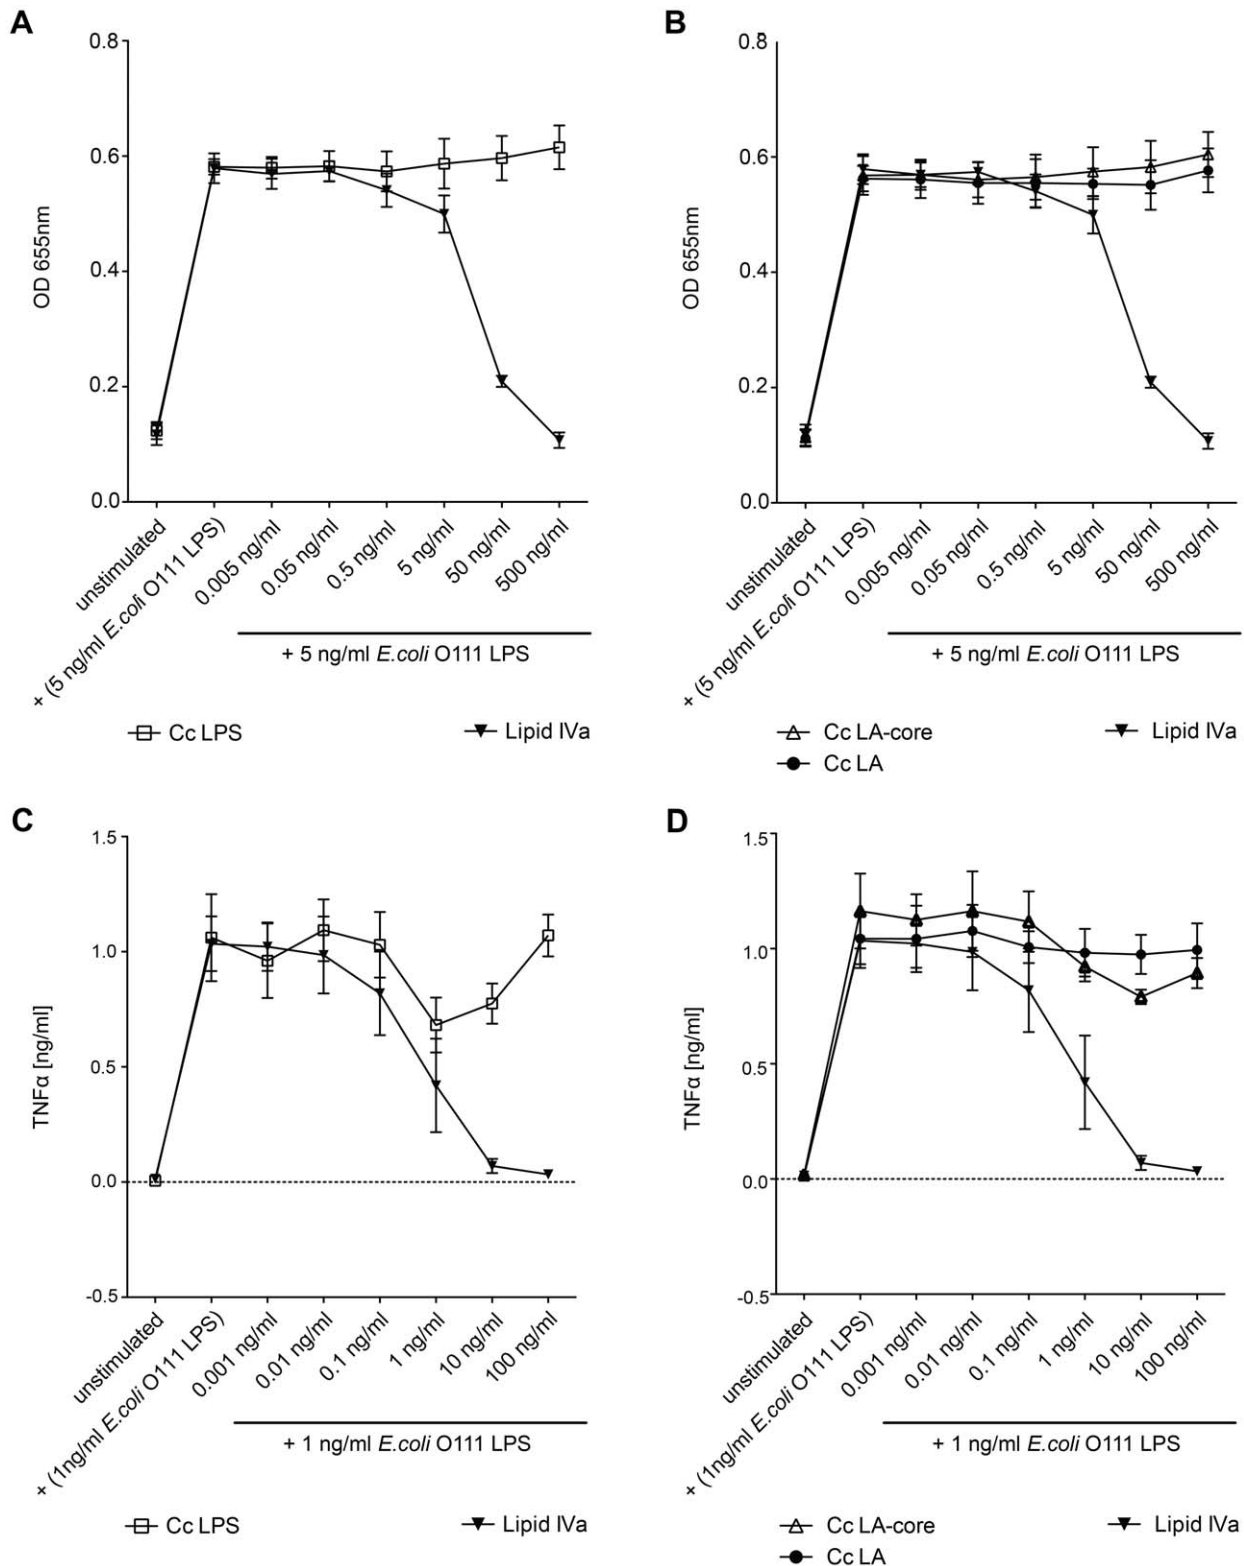 A
0.8
0.6
0.4
0.2
0.0
OD 655nm
unstimulated
+ (5 ng/ml E.coli O111 LPS)
0.005 ng/ml
0.05 ng/ml
0.5 ng/ml
5 ng/ml
50 ng/ml
500 ng/ml
+ 5 ng/ml E.coli O111 LPS
Cc LPS
Lipid IVa
B
0.8
0.6
0.4
0.2
0.0
OD 655nm
unstimulated
+ (5 ng/ml E.coli O111 LPS)
0.005 ng/ml
0.05 ng/ml
0.5 ng/ml
5 ng/ml
50 ng/ml
500 ng/ml
+ 5 ng/ml E.coli O111 LPS
Cc LA-core
Lipid IVa
Cc LA
C
1.5
1.0
0.5
0.0
-0.5
TNFα [ng/ml]
unstimulated
+ (1ng/ml E.coli O111 LPS)
0.001 ng/ml
0.01 ng/ml
0.1 ng/ml
1 ng/ml
10 ng/ml
100 ng/ml
+ 1 ng/ml E.coli O111 LPS
Cc LPS
Lipid IVa
D
1.5
1.0
0.5
0.0
-0.5
TNFα [ng/ml]
unstimulated
+ (1ng/ml E.coli O111 LPS)
0.001 ng/ml
0.01 ng/ml
0.1 ng/ml
1 ng/ml
10 ng/ml
100 ng/ml
+ 1 ng/ml E.coli O111 LPS
Cc LA-core
Lipid IVa
Cc LA